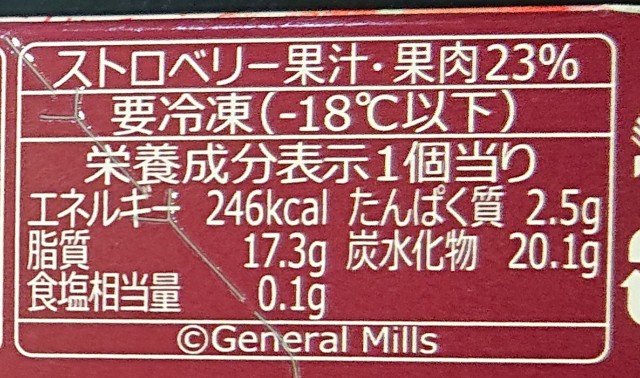 ストロベリー果汁・果肉23%
要冷凍(-18℃以下)
栄養成分表示1個当り
エネルギー 246kcal たんぱく質 2.5g
脂質 17.3g 炭水化物 20.1g
食塩相当量 0.1g
©General Mills